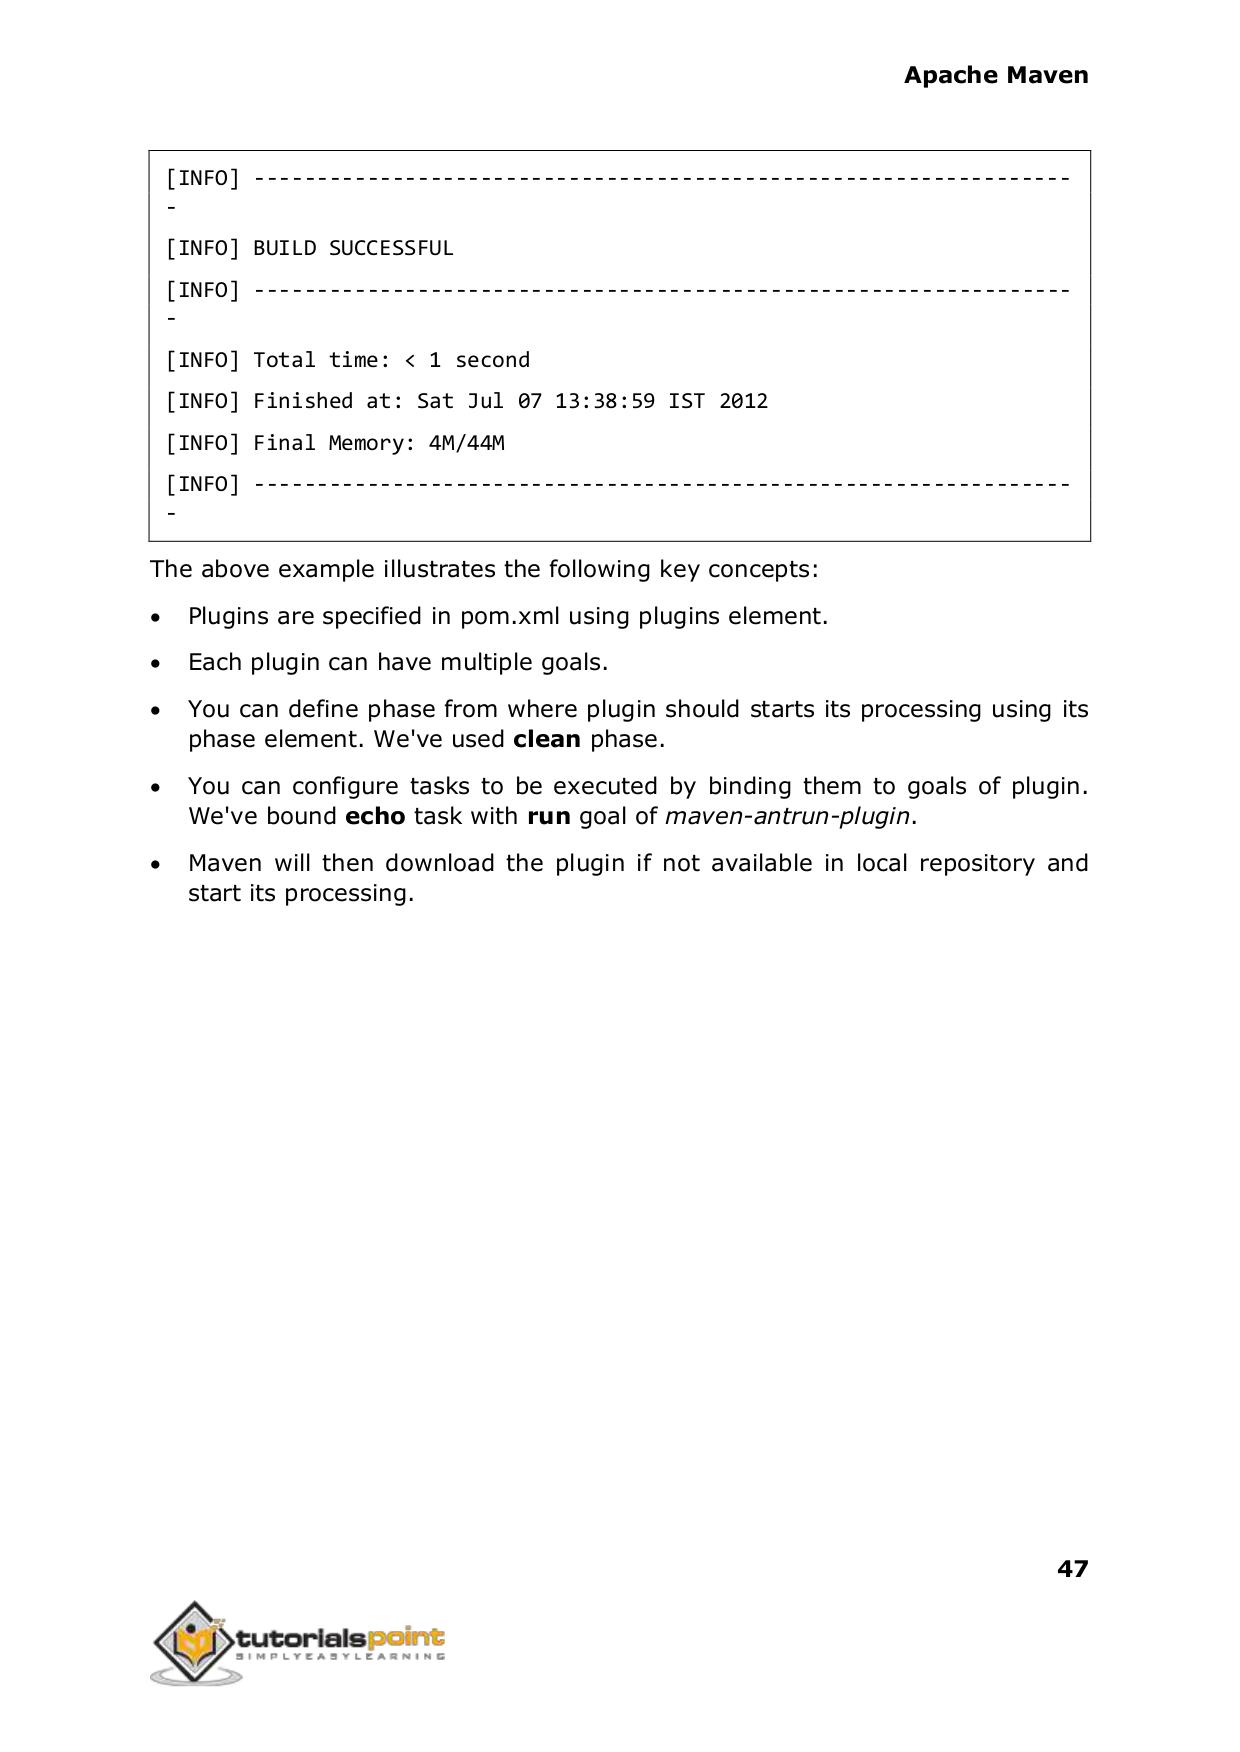 Apache Maven
[INFO] -----------------------------------------------------------------
-
[INFO] BUILD SUCCESSFUL
[INFO] -----------------------------------------------------------------
-
[INFO] Total time: < 1 second
[INFO] Finished at: Sat Jul 07 13:38:59 IST 2012
[INFO] Final Memory: 4M/44M
[INFO] -----------------------------------------------------------------
-
The above example illustrates the following key concepts:
• Plugins are specified in pom.xml using plugins element.
• Each plugin can have multiple goals.
• You can define phase from where plugin should starts its processing using its
phase element. We've used clean phase.
• You can configure tasks to be executed by binding them to goals of plugin.
We've bound echo task with run goal of maven-antrun-plugin.
• Maven will then download the plugin if not available in local repository and
start its processing.
47
tutorialspoint
SIMPLYEASYLEARNING